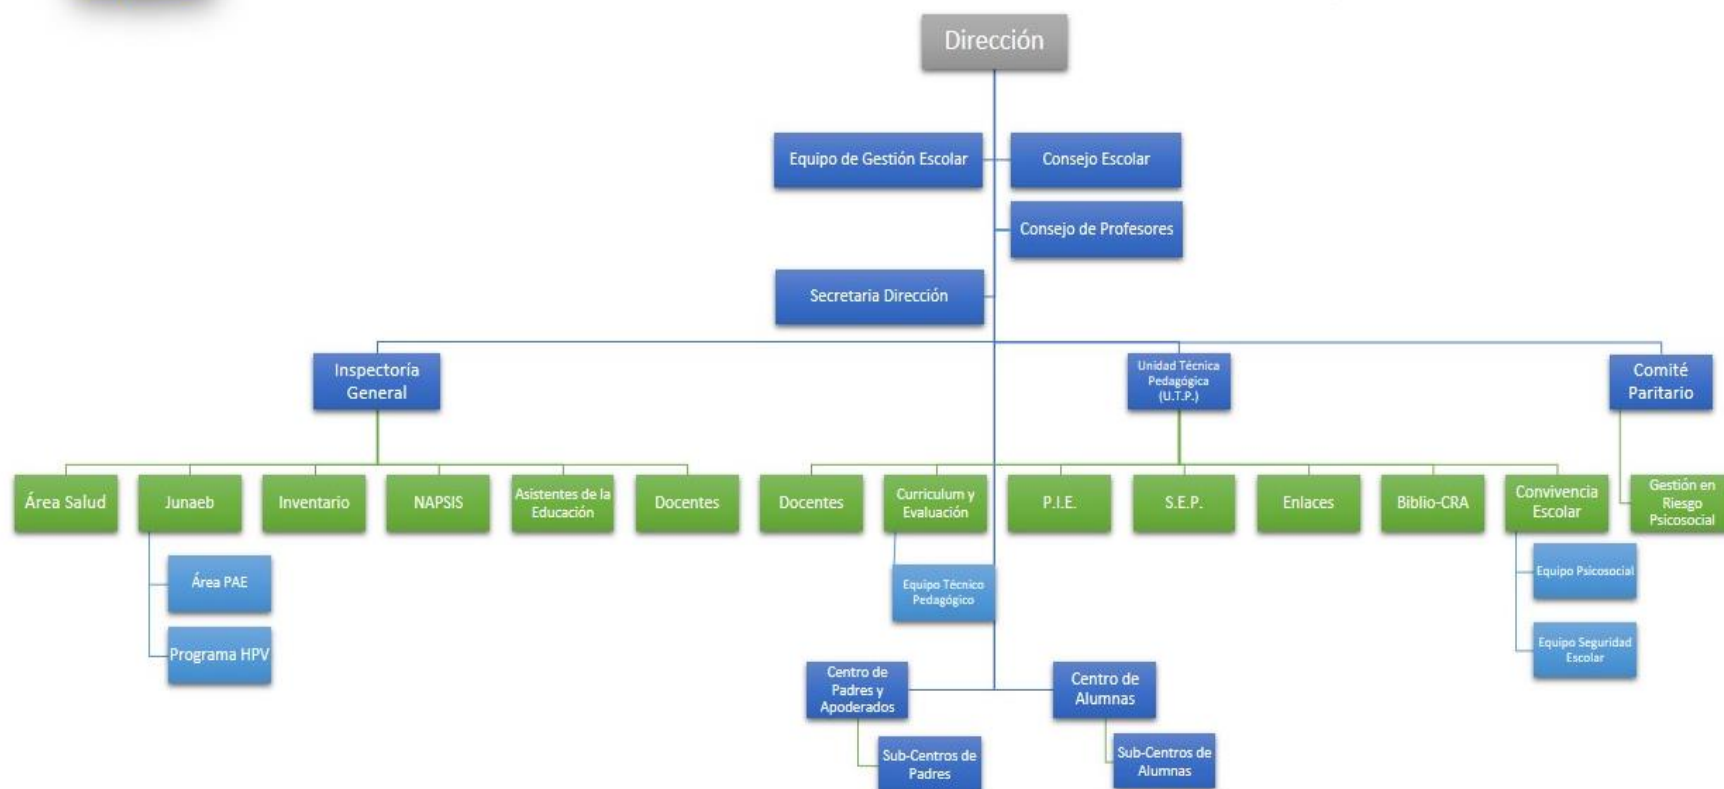 Dirección
Equipo de Gestión Escolar
Consejo Escolar
Consejo de Profesores
Secretaria Dirección
Inspectoría
General
Unidad Técnica
Pedagógica
(U.T.P.)
Comité
Paritario
Área Salud
Junaeb
Inventario
NAPSIS
Asistentes de la
Educación
Docentes
Docentes
Curriculum y
Evaluación
P.I.E.
S.E.P.
Enlaces
Biblio-CRA
Convivencia
Escolar
Gestión en
Riesgo
Psicosocial
Área PAE
Programa HPV
Equipo Técnico
Pedagógico
Equipo Psicosocial
Equipo Seguridad
Escolar
Centro de
Padres y
Apoderados
Centro de
Alumnas
Sub-Centros de
Padres
Sub-Centros de
Alumnas